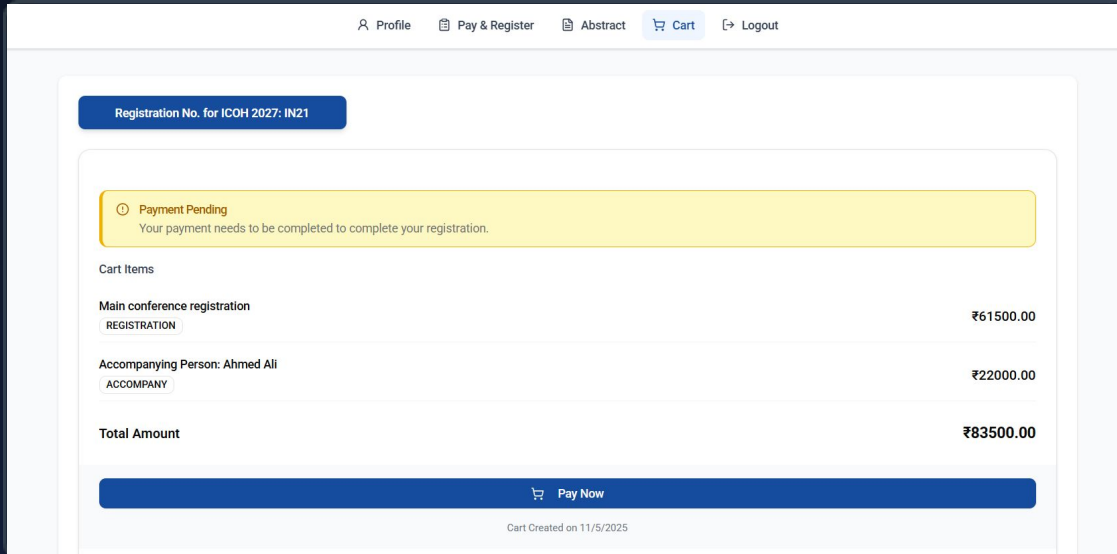 Profile Pay & Register Abstract Cart Logout
Registration No. for ICOH 2027: IN21
Payment Pending
Your payment needs to be completed to complete your registration.
Cart Items
Main conference registration
REGISTRATION
₹61500.00
Accompanying Person: Ahmed Ali
ACCOMPANY
₹22000.00
Total Amount
₹83500.00
Pay Now
Cart Created on 11/5/2025